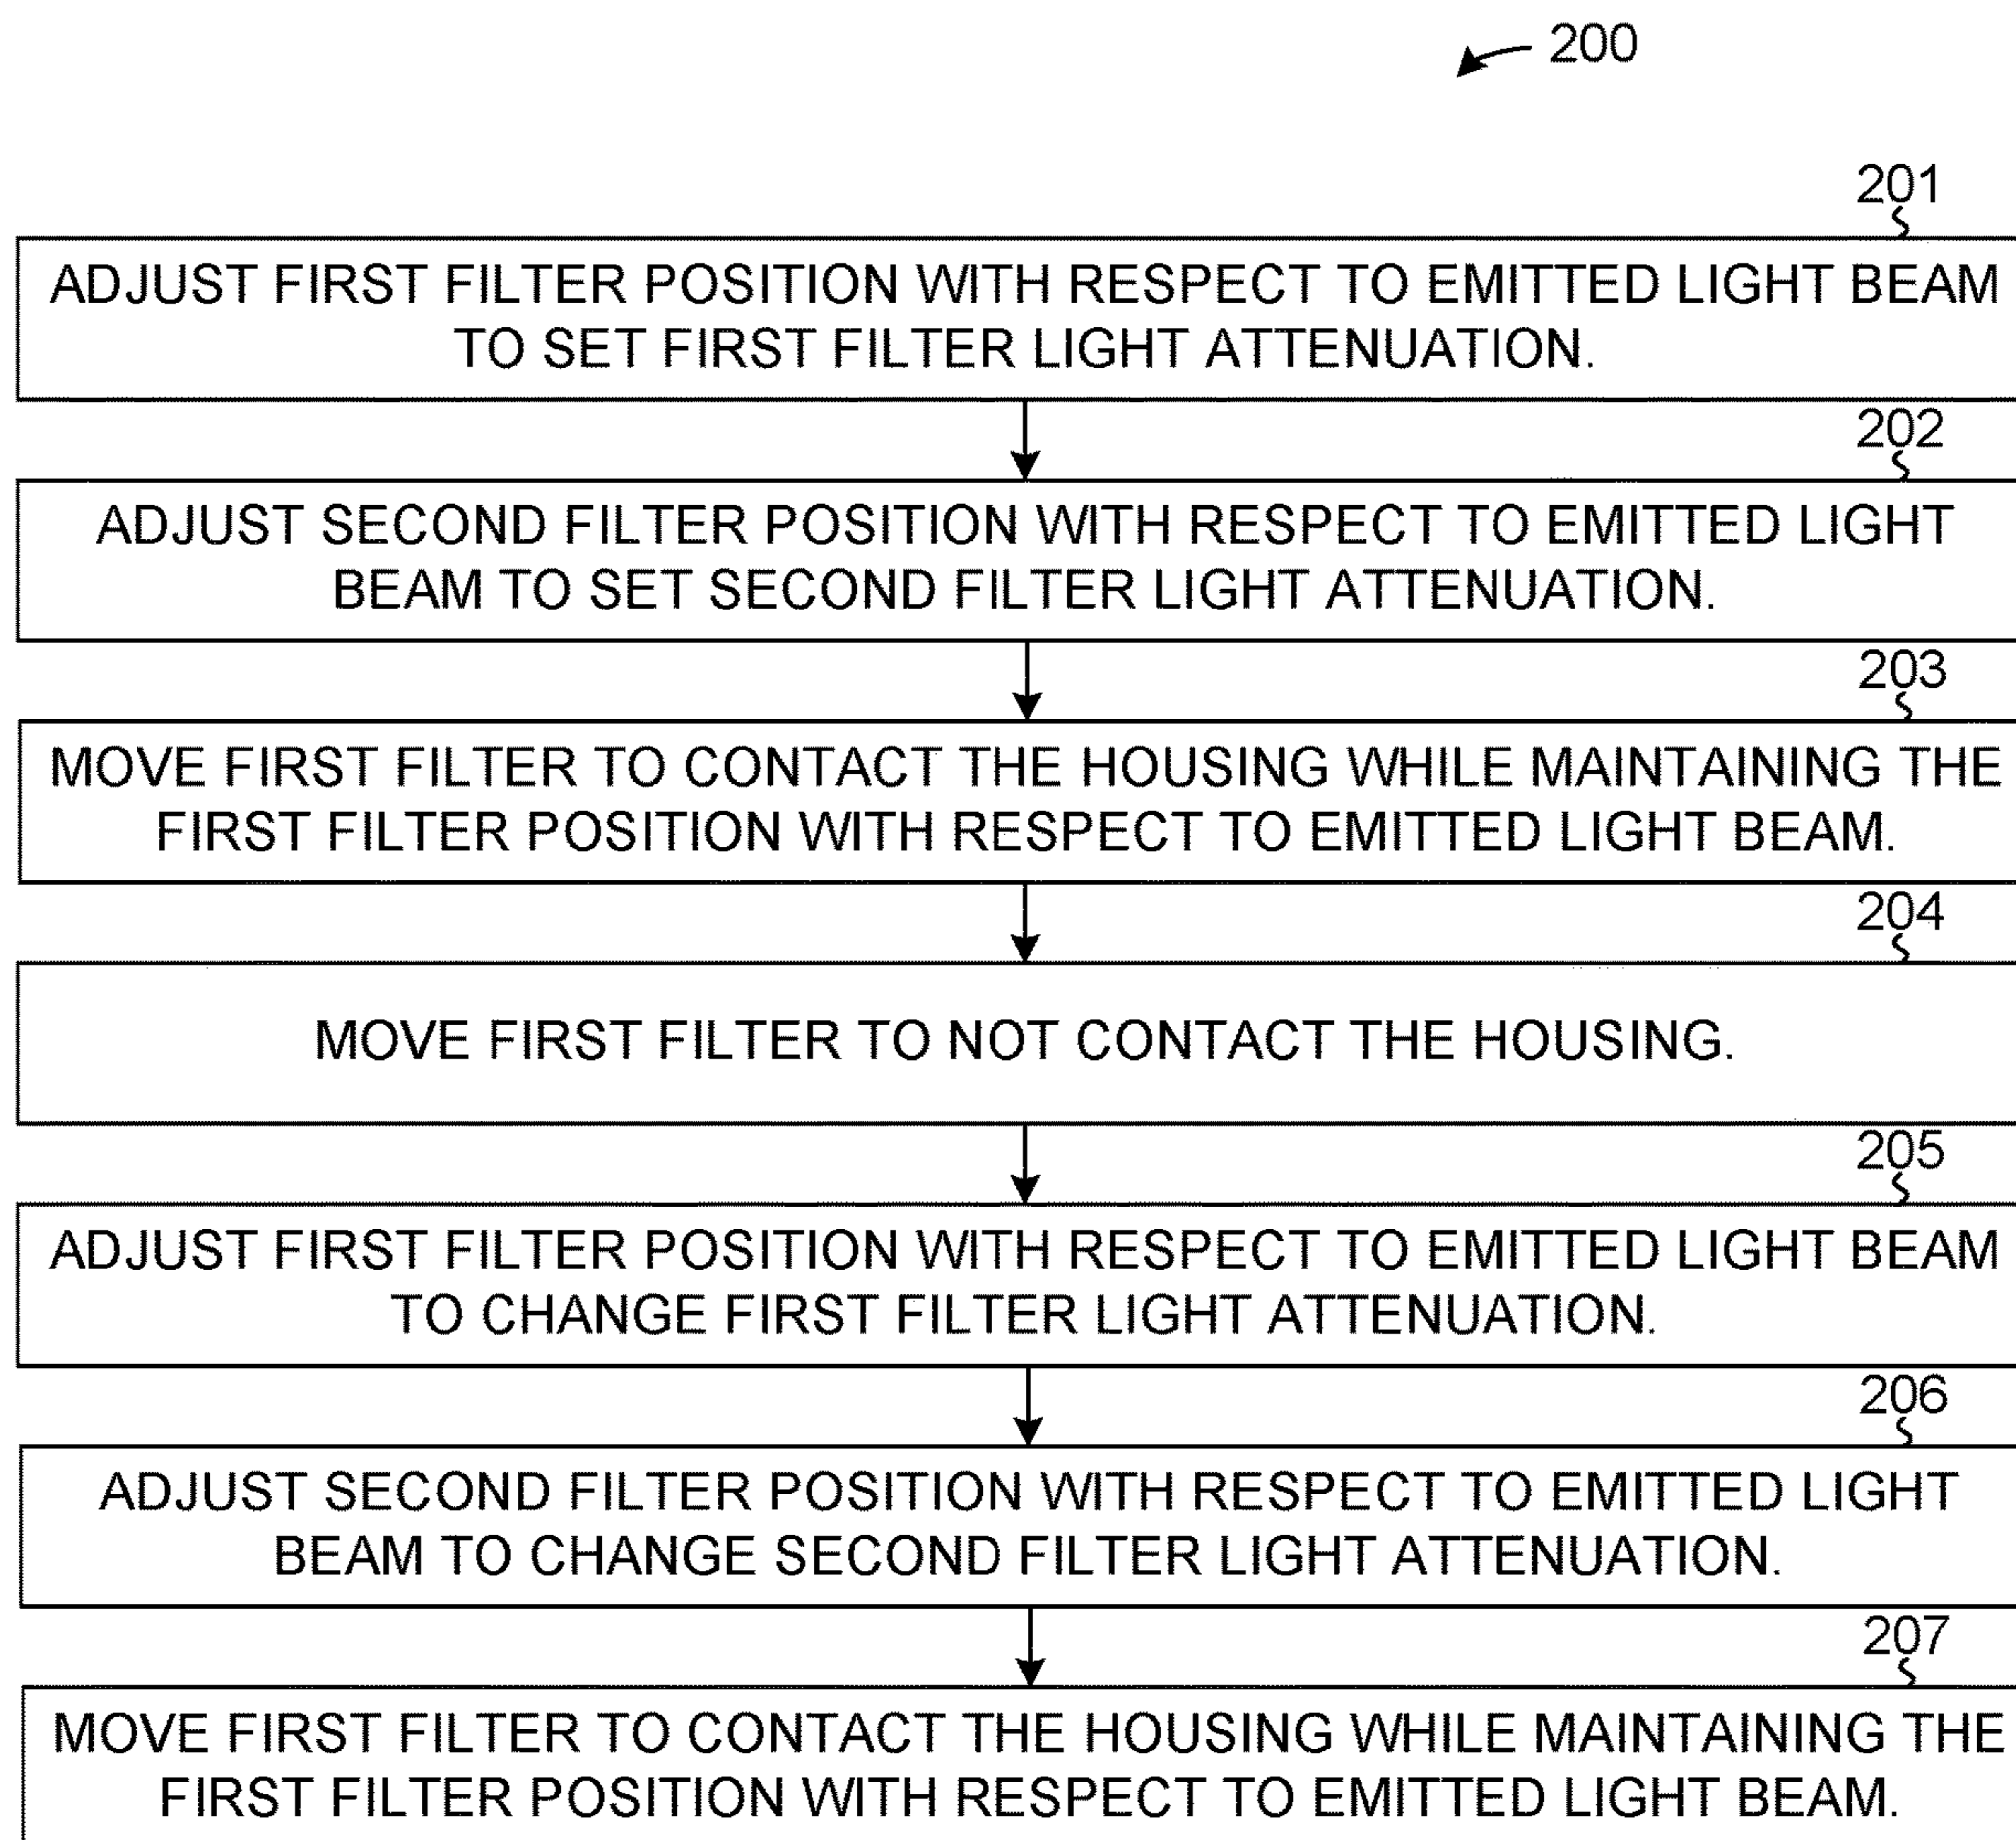 200
201
ADJUST FIRST FILTER POSITION WITH RESPECT TO EMITTED LIGHT BEAM
TO SET FIRST FILTER LIGHT ATTENUATION.
202
ADJUST SECOND FILTER POSITION WITH RESPECT TO EMITTED LIGHT
BEAM TO SET SECOND FILTER LIGHT ATTENUATION.
203
MOVE FIRST FILTER TO CONTACT THE HOUSING WHILE MAINTAINING THE
FIRST FILTER POSITION WITH RESPECT TO EMITTED LIGHT BEAM.
204
MOVE FIRST FILTER TO NOT CONTACT THE HOUSING.
205
ADJUST FIRST FILTER POSITION WITH RESPECT TO EMITTED LIGHT BEAM
TO CHANGE FIRST FILTER LIGHT ATTENUATION.
206
ADJUST SECOND FILTER POSITION WITH RESPECT TO EMITTED LIGHT
BEAM TO CHANGE SECOND FILTER LIGHT ATTENUATION.
207
MOVE FIRST FILTER TO CONTACT THE HOUSING WHILE MAINTAINING THE
FIRST FILTER POSITION WITH RESPECT TO EMITTED LIGHT BEAM.